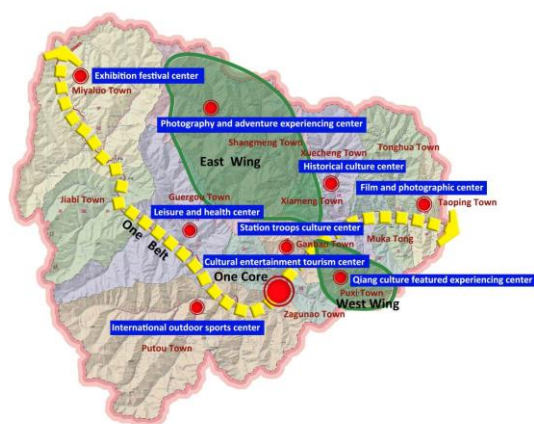 Exhibition festival center
Miyaluo Town
Photography and adventure experiencing center
Shangmeng Town
Xuecheng Town
Tonghua Town
East Wing
Historical culture center
Film and photographic center
Jiabi Town
Guergou Town
Xiameng Town
Taoping Town
Leisure and health center
Station troops culture center
One Belt
Ganbao Town
Muka Tong
Cultural entertainment tourism center
One Core
Qiang culture featured experiencing center
Puxi Town
West Wing
International outdoor sports center
Zagunao Town
Putou Town